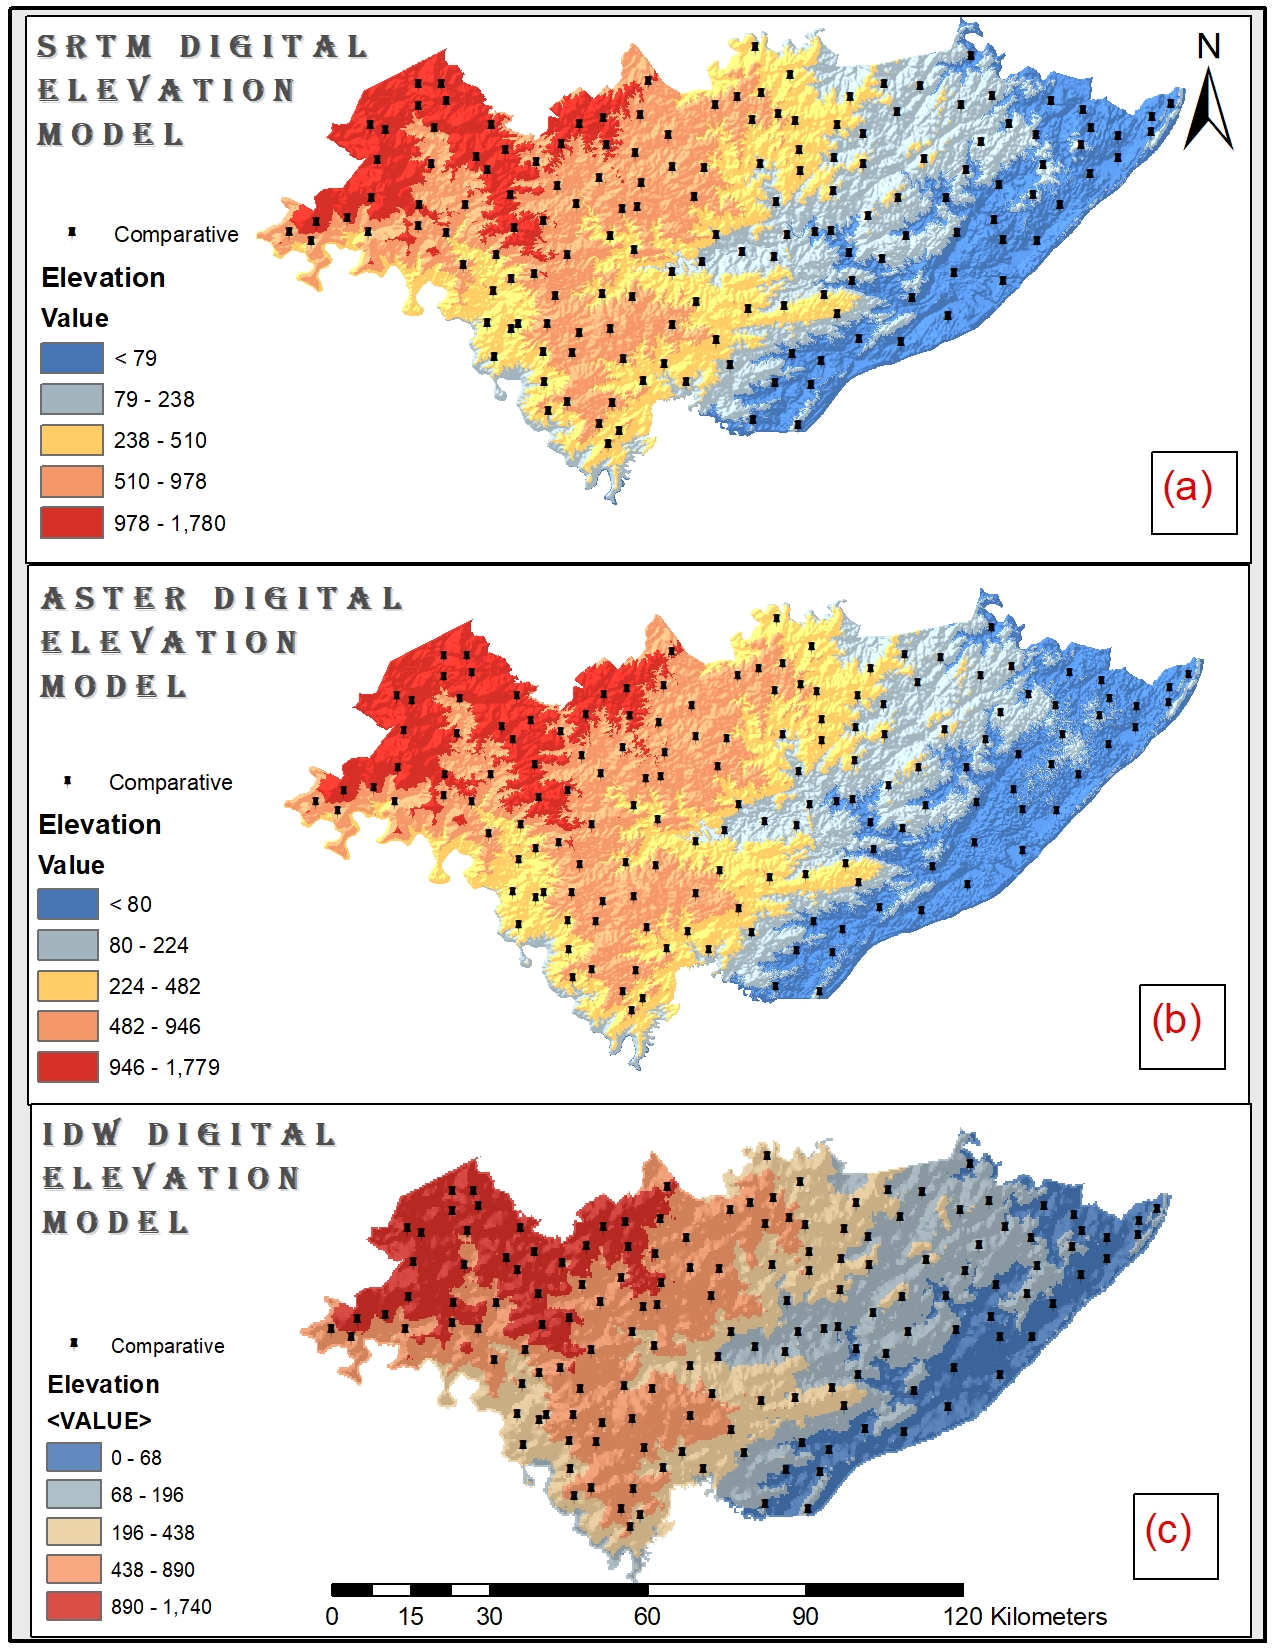 SRTM DIGITAL
ELEVATION
MODEL
N
Comparative
Elevation
Value
< 79
79 - 238
238 - 510
510 - 978
978 - 1,780
(a)
ASTER DIGITAL
ELEVATION
MODEL
Comparative
Elevation
Value
< 80
80 - 224
224 - 482
482 - 946
946 - 1,779
(b)
IDW DIGITAL
ELEVATION
MODEL
Comparative
Elevation
<VALUE>
0 - 68
68 - 196
196 - 438
438 - 890
890 - 1,740
(c)
0 15 30 60 90 120 Kilometers